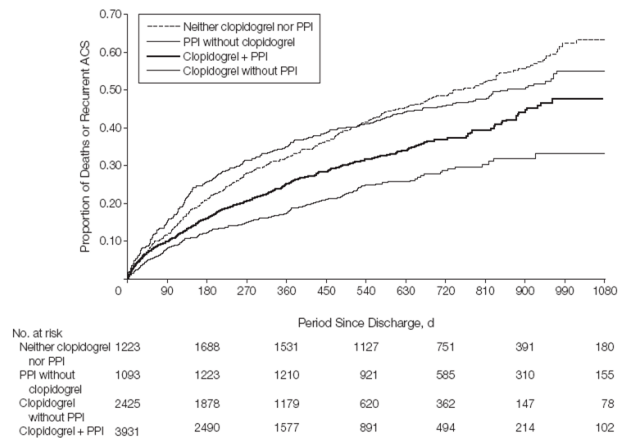 0.70
Neither clopidogrel nor PPI
PPI without clopidogrel
Clopidogrel + PPI
Clopidogrel without PPI
0.60
0.50
0.40
0.30
0.20
0.10
Proportion of Deaths or Recurrent ACS
0 90 180 270 360 450 540 630 720 810 900 990 1080
Period Since Discharge, d
No. at risk
Neither clopidogrel 1223 1688 1531 1127 751 391 180
nor PPI
PPI without 1093 1223 1210 921 585 310 155
clopidogrel
Clopidogrel 2425 1878 1179 620 362 147 78
without PPI
Clopidogrel + PPI 3931 2490 1577 891 494 214 102